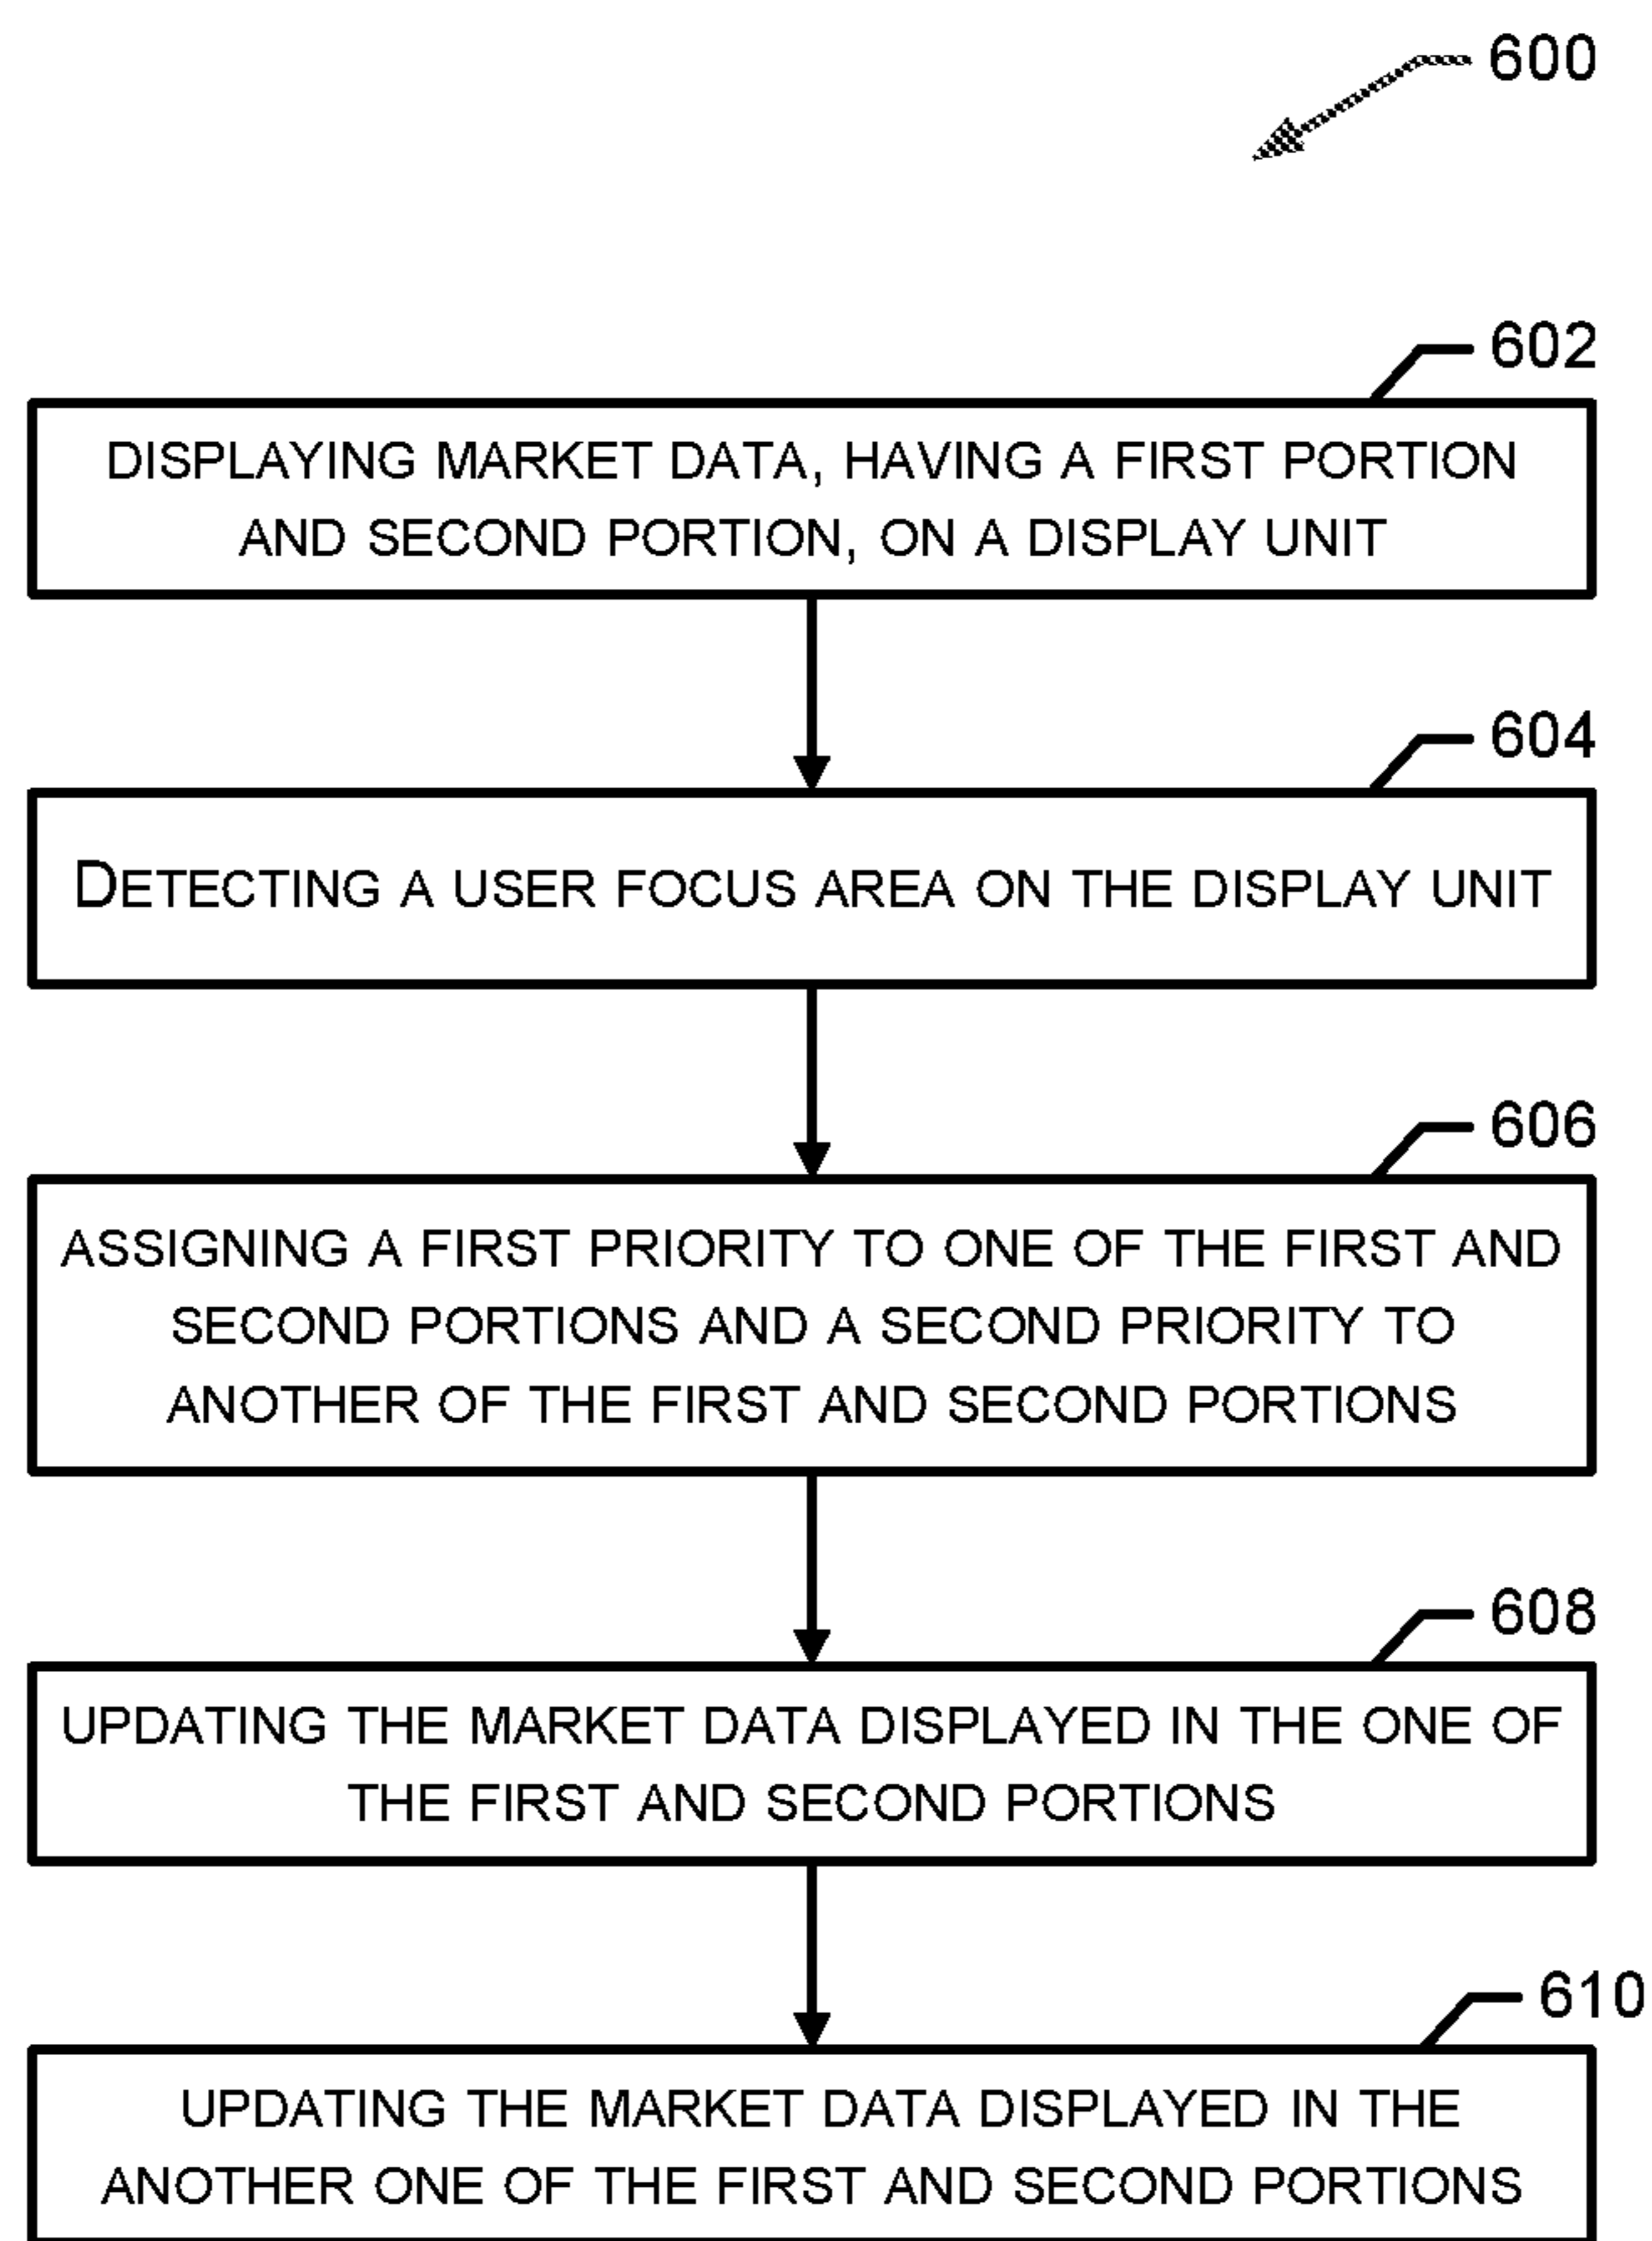 600
602
DISPLAYING MARKET DATA, HAVING A FIRST PORTION
AND SECOND PORTION, ON A DISPLAY UNIT
604
DETECTING A USER FOCUS AREA ON THE DISPLAY UNIT
606
ASSIGNING A FIRST PRIORITY TO ONE OF THE FIRST AND
SECOND PORTIONS AND A SECOND PRIORITY TO
ANOTHER OF THE FIRST AND SECOND PORTIONS
608
UPDATING THE MARKET DATA DISPLAYED IN THE ONE OF
THE FIRST AND SECOND PORTIONS
610
UPDATING THE MARKET DATA DISPLAYED IN THE
ANOTHER ONE OF THE FIRST AND SECOND PORTIONS